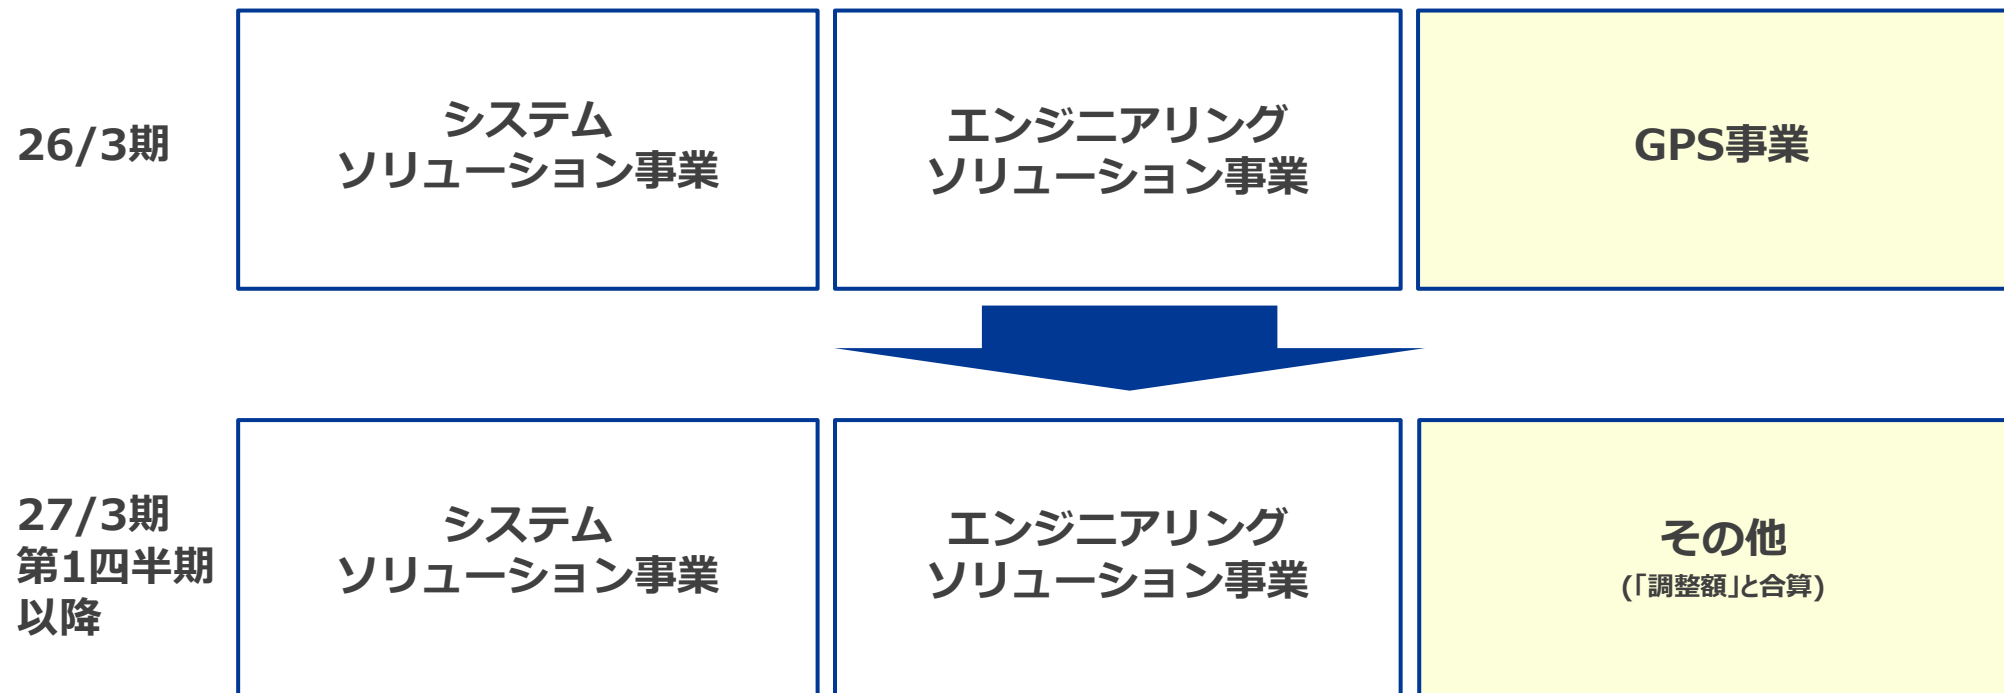 26/3期
システム
ソリューション事業
エンジニアリング
ソリューション事業
GPS事業
27/3期
第1四半期
以降
システム
ソリューション事業
エンジニアリング
ソリューション事業
その他
(「調整額」と合算)